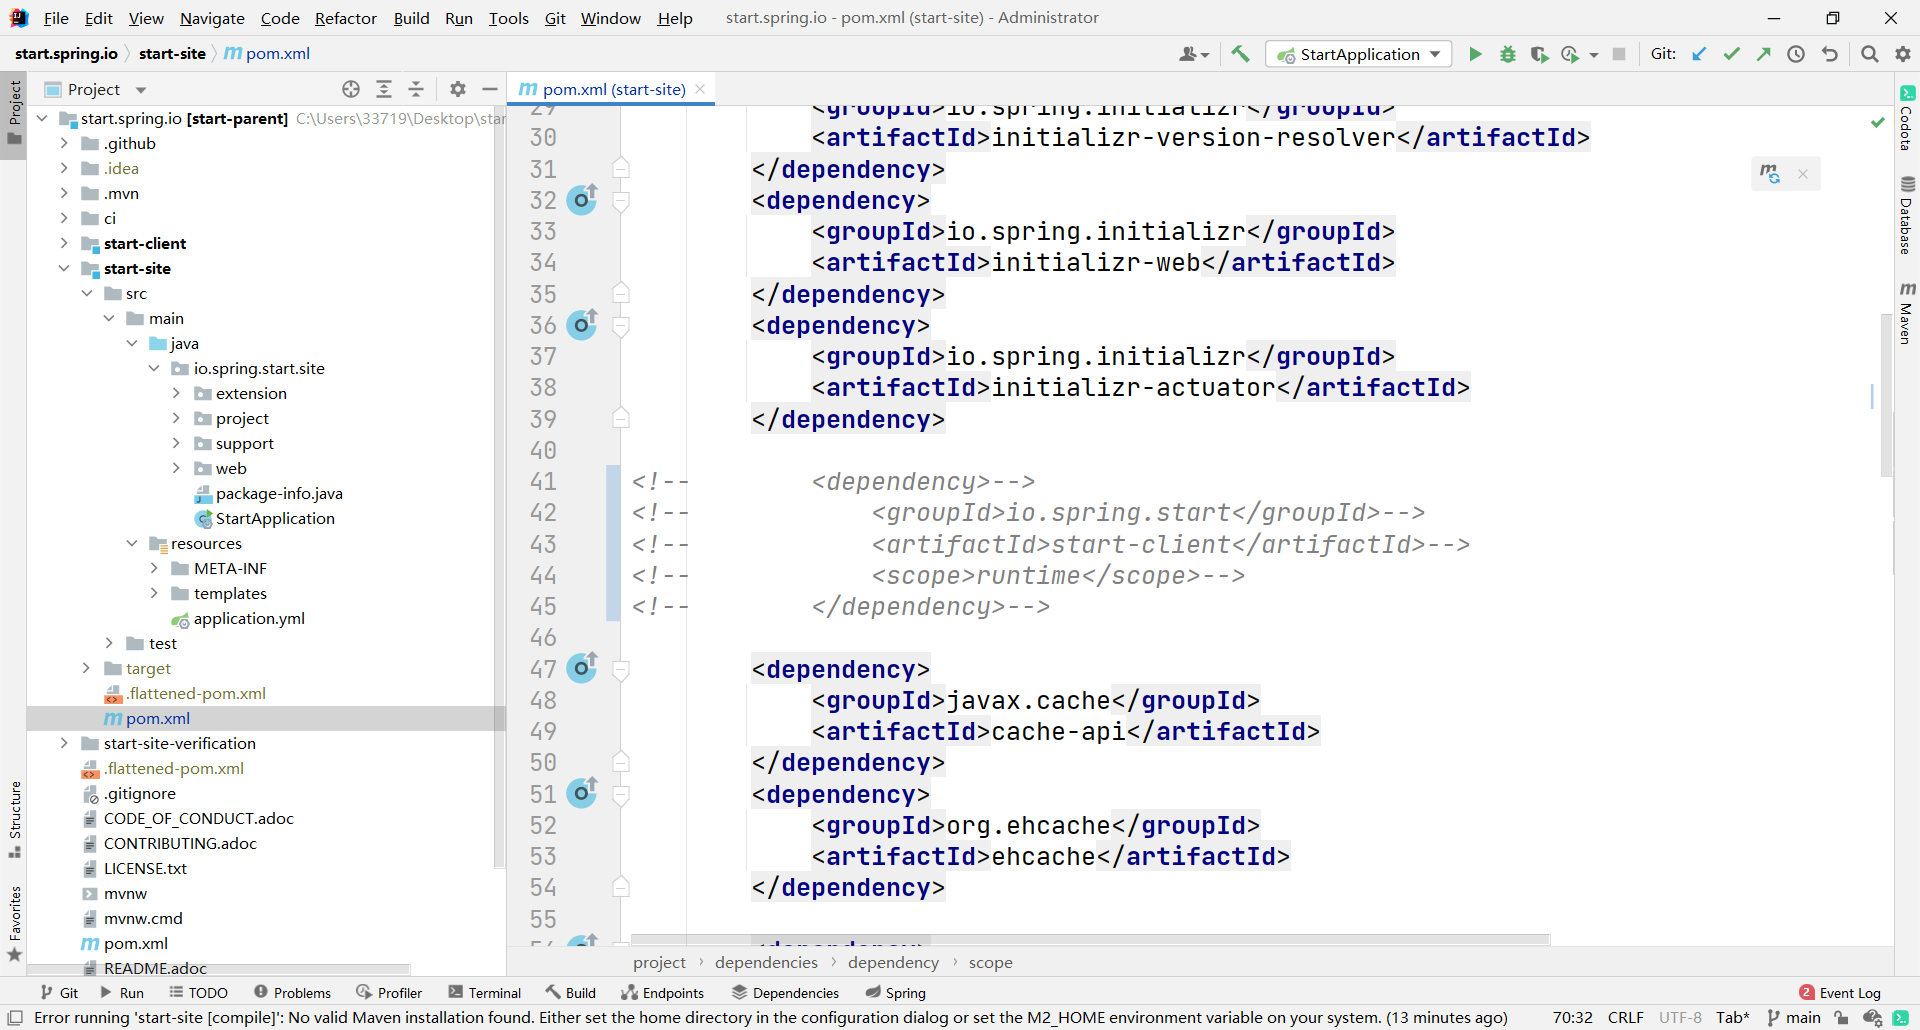 File Edit View Navigate Code Refactor Build Run Tools Git Window Help start.spring.io - pom.xml (start-site) - Administrator
start.spring.io start-site m pom.xml StartApplication Git:
Project
pom.xml (start-site)
start.spring.io [start-parent] C:\Users\33719\Desktop\star
.github
.idea
.mvn
ci
start-client
start-site
src
main
java
io.spring.start.site
extension
project
support
web
package-info.java
StartApplication
resources
META-INF
templates
application.yml
test
target
.flattened-pom.xml
pom.xml
start-site-verification
.flattened-pom.xml
.gitignore
CODE_OF_CONDUCT.adoc
CONTRIBUTING.adoc
LICENSE.txt
mvnw
mvnw.cmd
pom.xml
README.adoc
29 <groupId>io.spring.initializr</groupId>
30 <artifactId>initializr-version-resolver</artifactId>
31 </dependency>
32 <dependency>
33 <groupId>io.spring.initializr</groupId>
34 <artifactId>initializr-web</artifactId>
35 </dependency>
36 <dependency>
37 <groupId>io.spring.initializr</groupId>
38 <artifactId>initializr-actuator</artifactId>
39 </dependency>
40
41 <!-- <dependency>-->
42 <!-- <groupId>io.spring.start</groupId>-->
43 <!-- <artifactId>start-client</artifactId>-->
44 <!-- <scope>runtime</scope>-->
45 <!-- </dependency>-->
46
47 <dependency>
48 <groupId>javax.cache</groupId>
49 <artifactId>cache-api</artifactId>
50 </dependency>
51 <dependency>
52 <groupId>org.ehcache</groupId>
53 <artifactId>ehcache</artifactId>
54 </dependency>
55
56 <dependency>
project › dependencies › dependency › scope
Project
Structure
Favorites
Codota
Database
Maven
Git Run TODO Problems Profiler Terminal Build Endpoints Dependencies Spring 2 Event Log
Error running 'start-site [compile]': No valid Maven installation found. Either set the home directory in the configuration dialog or set the M2_HOME environment variable on your system. (13 minutes ago) 70:32 CRLF UTF-8 Tab* main